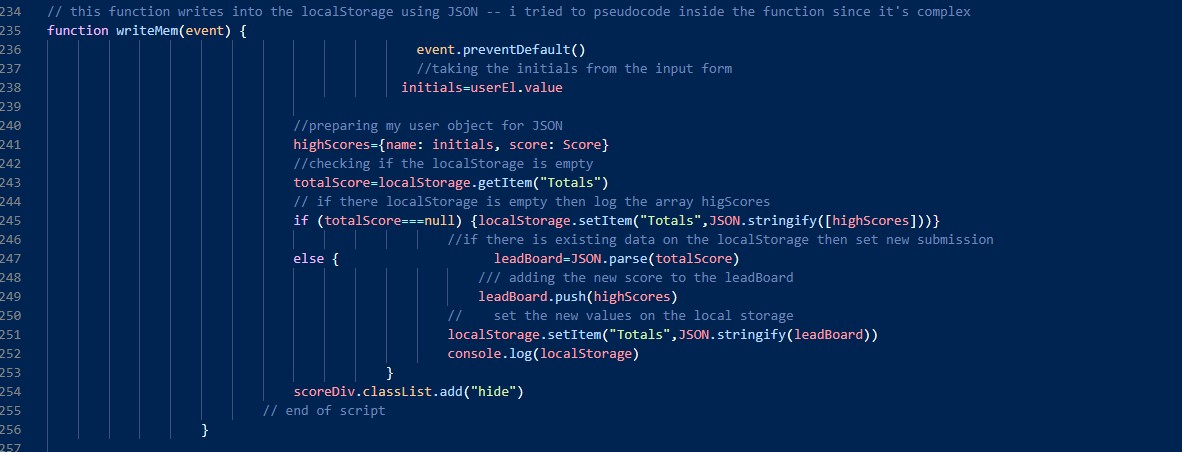 234 // this function writes into the localStorage using JSON -- i tried to pseudocode inside the function since it's complex
235 function writeMem(event) {
236 event.preventDefault()
237 //taking the initials from the input form
238 initials=userEl.value
239
240 //preparing my user object for JSON
241 highScores={name: initials, score: Score}
242 //checking if the localStorage is empty
243 totalScore=localStorage.getItem("Totals")
244 // if there localStorage is empty then log the array higScores
245 if (totalScore===null) {localStorage.setItem("Totals",JSON.stringify([highScores]))}
246 //if there is existing data on the localStorage then set new submission
247 else { leadBoard=JSON.parse(totalScore)
248 /// adding the new score to the leadBoard
249 leadBoard.push(highScores)
250 // set the new values on the local storage
251 localStorage.setItem("Totals",JSON.stringify(leadBoard))
252 console.log(localStorage)
253 }
254 scoreDiv.classList.add("hide")
255 // end of script
256 }
257